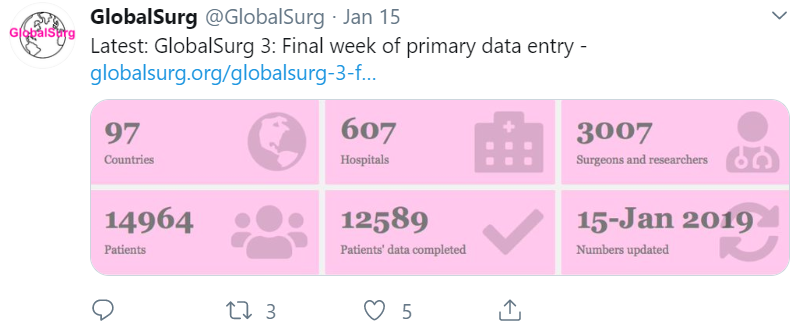 GlobalSurg
GlobalSurg @GlobalSurg · Jan 15
Latest: GlobalSurg 3: Final week of primary data entry -
globalsurg.org/globalsurg-3-f...
97
Countries
607
Hospitals
3007
Surgeons and researchers
14964
Patients
12589
Patients' data completed
15-Jan 2019
Numbers updated
3
5